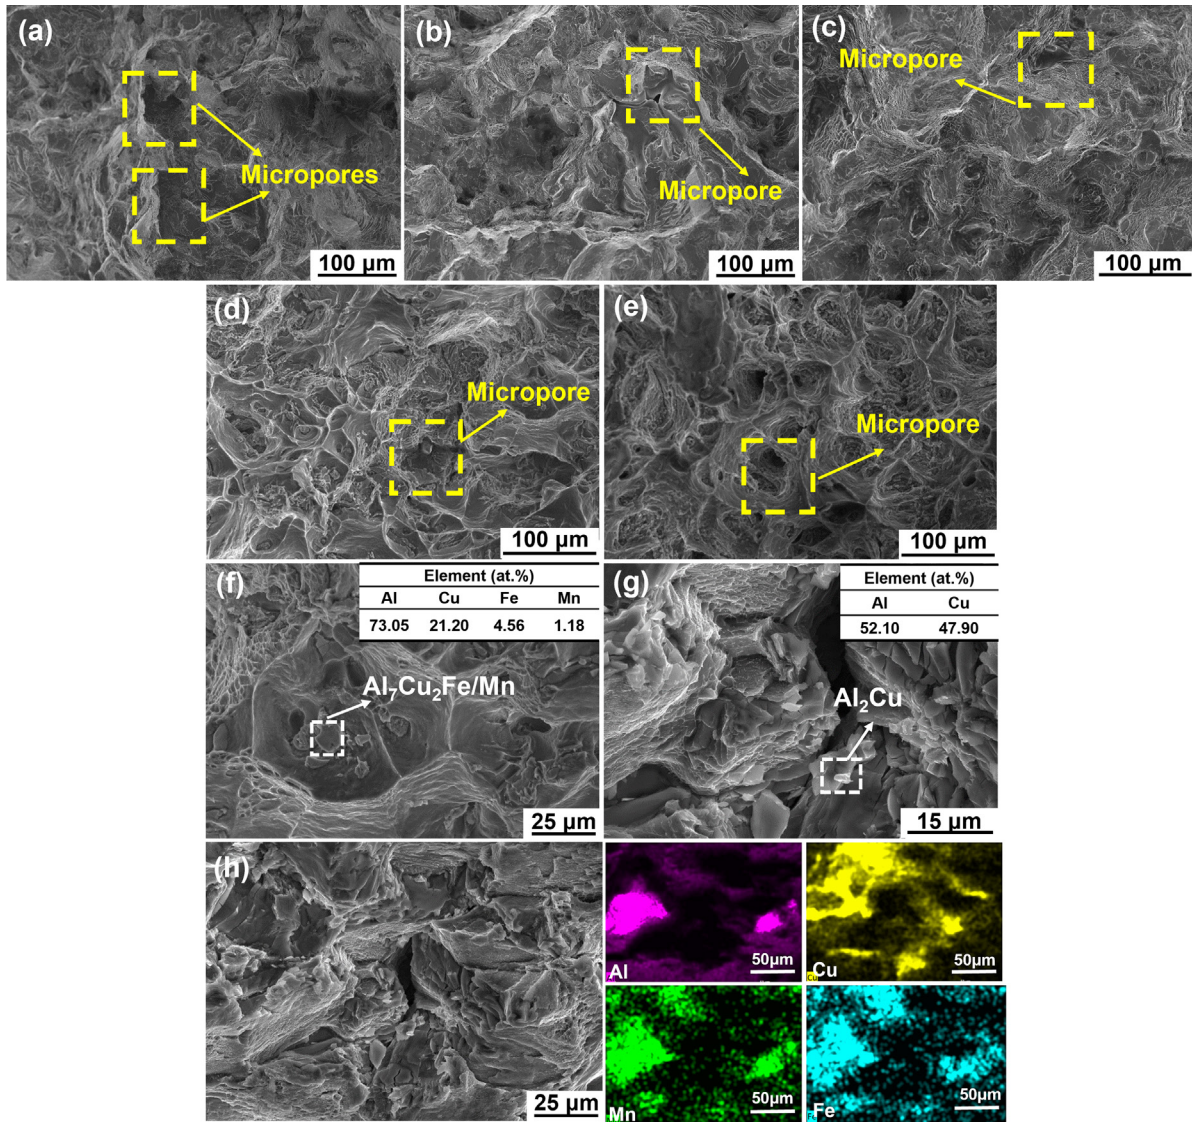 (a)
Micropores
100 μm
(b)
Micropore
100 μm
(c)
Micropore
100 μm
(d)
Micropore
100 μm
(e)
Micropore
100 μm
(f)
Element (at.%)
Al Cu Fe Mn
73.05 21.20 4.56 1.18
Al₇Cu₂Fe/Mn
25 μm
(g)
Element (at.%)
Al Cu
52.10 47.90
Al₂Cu
15 μm
(h)
25 μm
Al
50μm
Cu
50μm
Mn
50μm
Fe
50μm